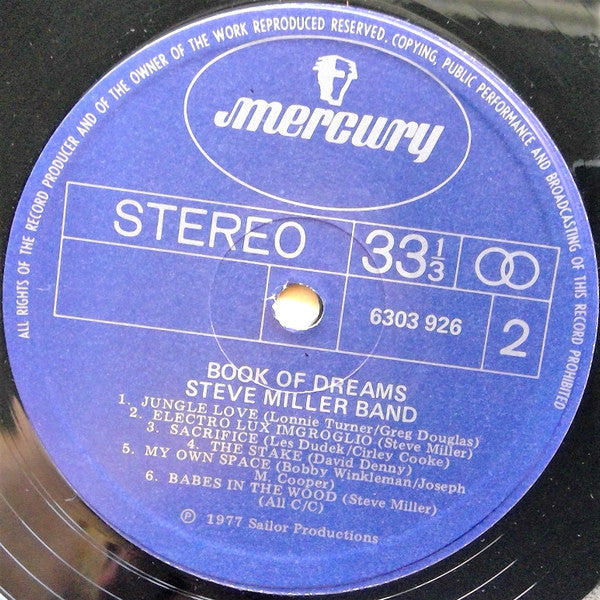 ALL RIGHTS OF THE RECORD PRODUCER AND OF THE OWNER OF THE WORK REPRODUCED RESERVED. COPYING, PUBLIC PERFORMANCE AND BROADCASTING OF THIS RECORD PROHIBITED
mercury
STEREO 33 1/3
6303 926 2
BOOK OF DREAMS
STEVE MILLER BAND
1. JUNGLE LOVE (Lonnie Turner/Greg Douglas)
2. ELECTRO LUX IMGROGLIO (Steve Miller)
3. SACRIFICE (Les Dudek/Cirley Cooke)
4. THE STAKE (David Denny)
5. MY OWN SPACE (Bobby Winkleman/Joseph
M. Cooper)
6. BABES IN THE WOOD (Steve Miller)
(All C/C)
℗ 1977 Sailor Productions